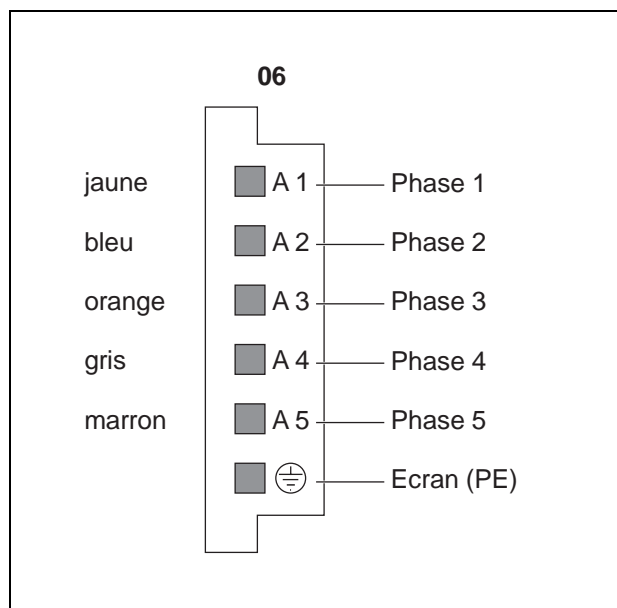 06
jaune A 1 Phase 1
bleu A 2 Phase 2
orange A 3 Phase 3
gris A 4 Phase 4
marron A 5 Phase 5
Ecran (PE)